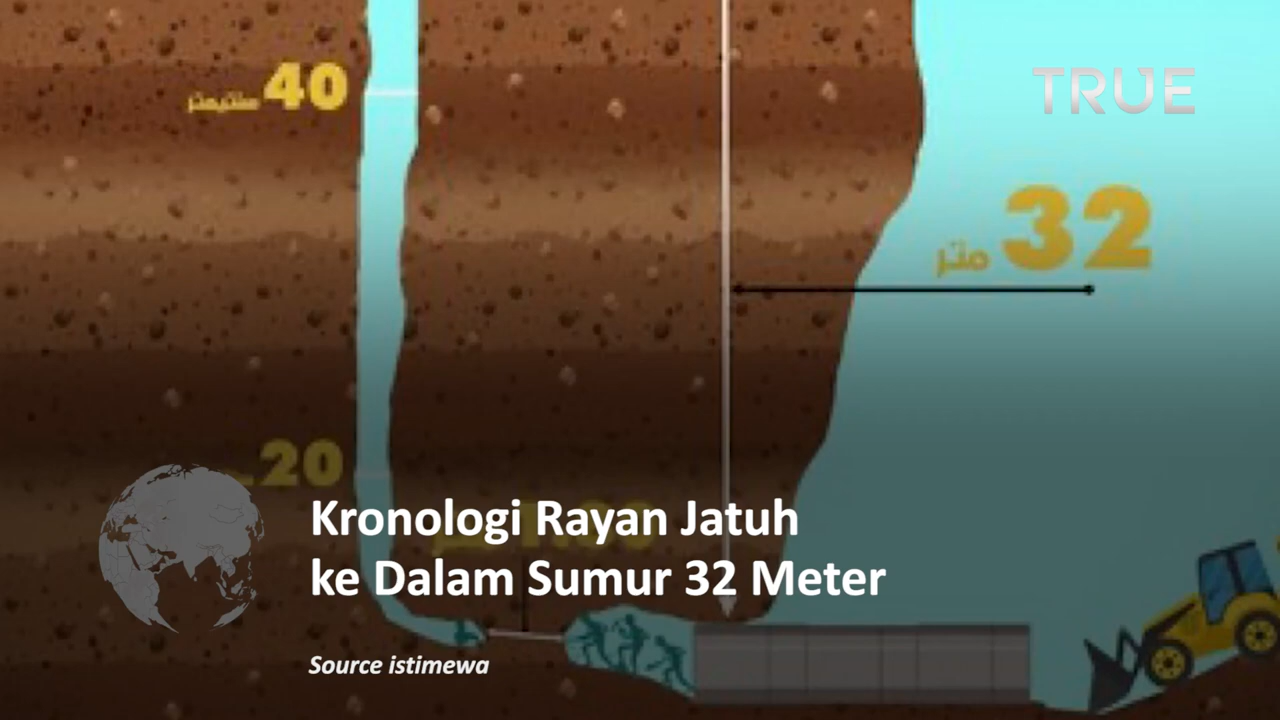 40 سنتيمتر
TRUE
32 متر
20
Kronologi Rayan Jatuh
ke Dalam Sumur 32 Meter
Source istimewa